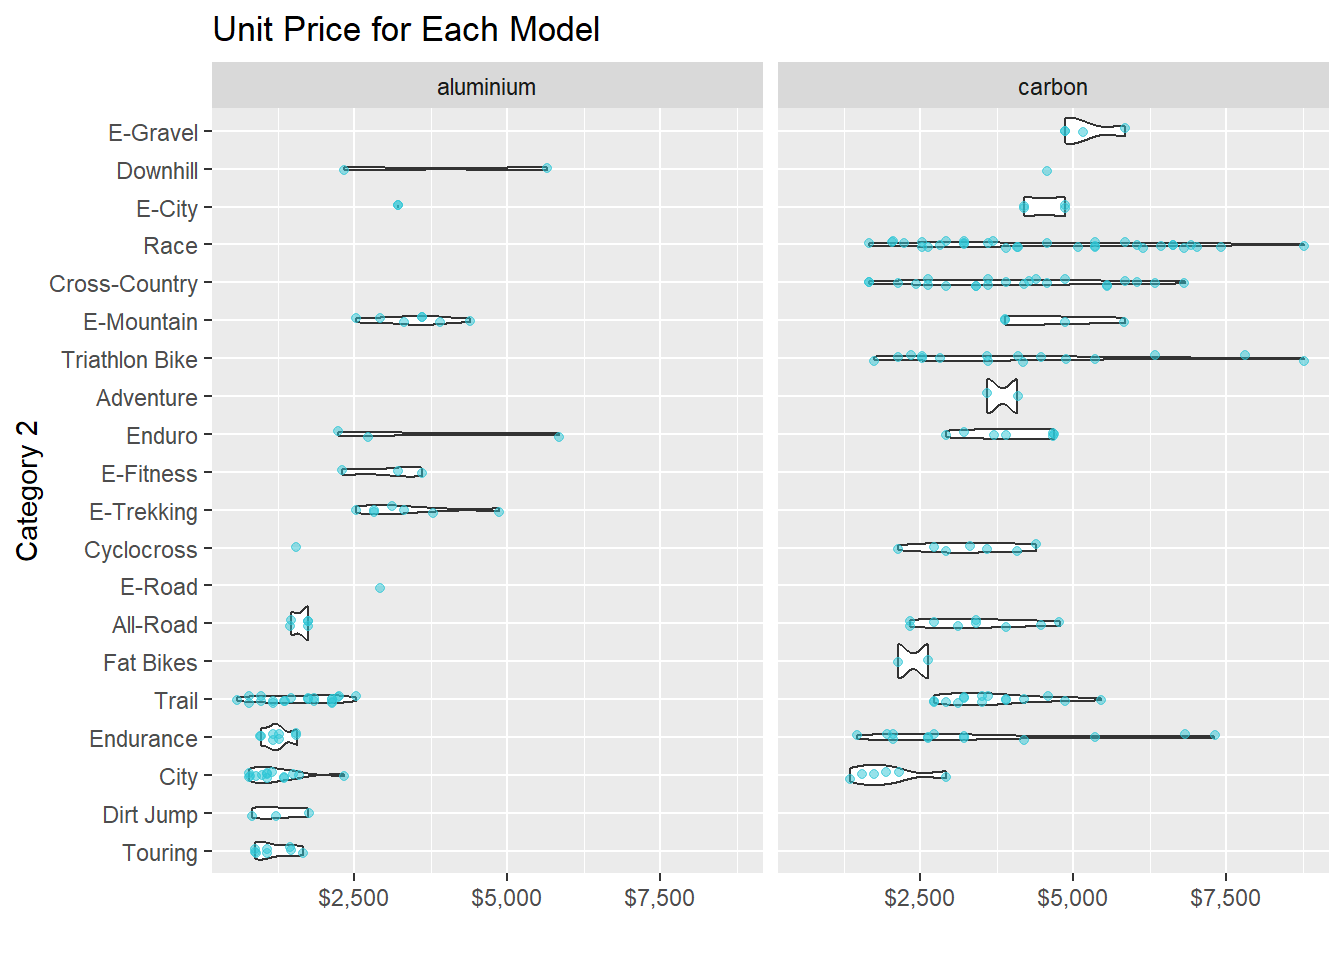 Unit Price for Each Model
aluminium
carbon
Category 2
E-Gravel
Downhill
E-City
Race
Cross-Country
E-Mountain
Triathlon Bike
Adventure
Enduro
E-Fitness
E-Trekking
Cyclocross
E-Road
All-Road
Fat Bikes
Trail
Endurance
City
Dirt Jump
Touring
$2,500 $5,000 $7,500
$2,500 $5,000 $7,500